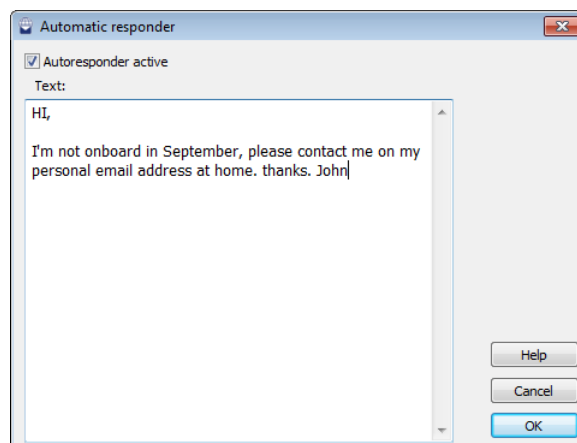 Automatic responder
Autoresponder active
Text:
HI,
I'm not onboard in September, please contact me on my
personal email address at home. thanks. John
Help
Cancel
OK